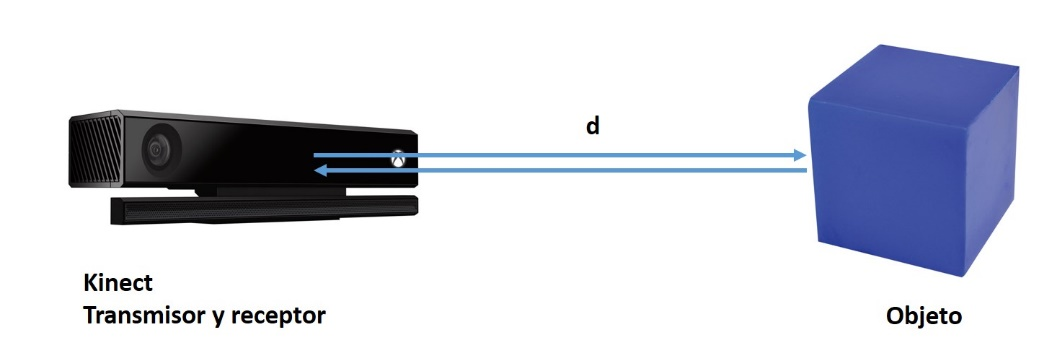 d
Kinect
Transmisor y receptor
Objeto